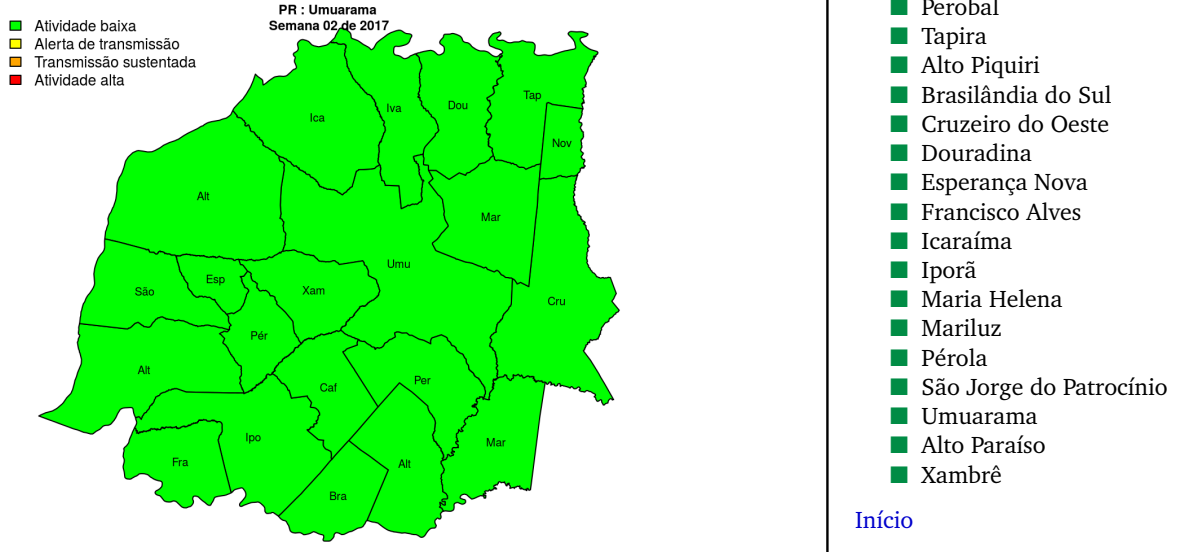 PR : Umuarama
Semana 02 de 2017
Atividade baixa
Alerta de transmissão
Transmissão sustentada
Atividade alta
Ica
Iva
Dou
Tap
Nov
Alt
Mar
Umu
Esp
São
Xam
Cru
Pér
Alt
Caf
Per
Ipo
Mar
Fra
Alt
Bra
Perobal
Tapira
Alto Piquiri
Brasilândia do Sul
Cruzeiro do Oeste
Douradina
Esperança Nova
Francisco Alves
Icaraíma
Iporã
Maria Helena
Mariluz
Pérola
São Jorge do Patrocínio
Umuarama
Alto Paraíso
Xambrê
Início